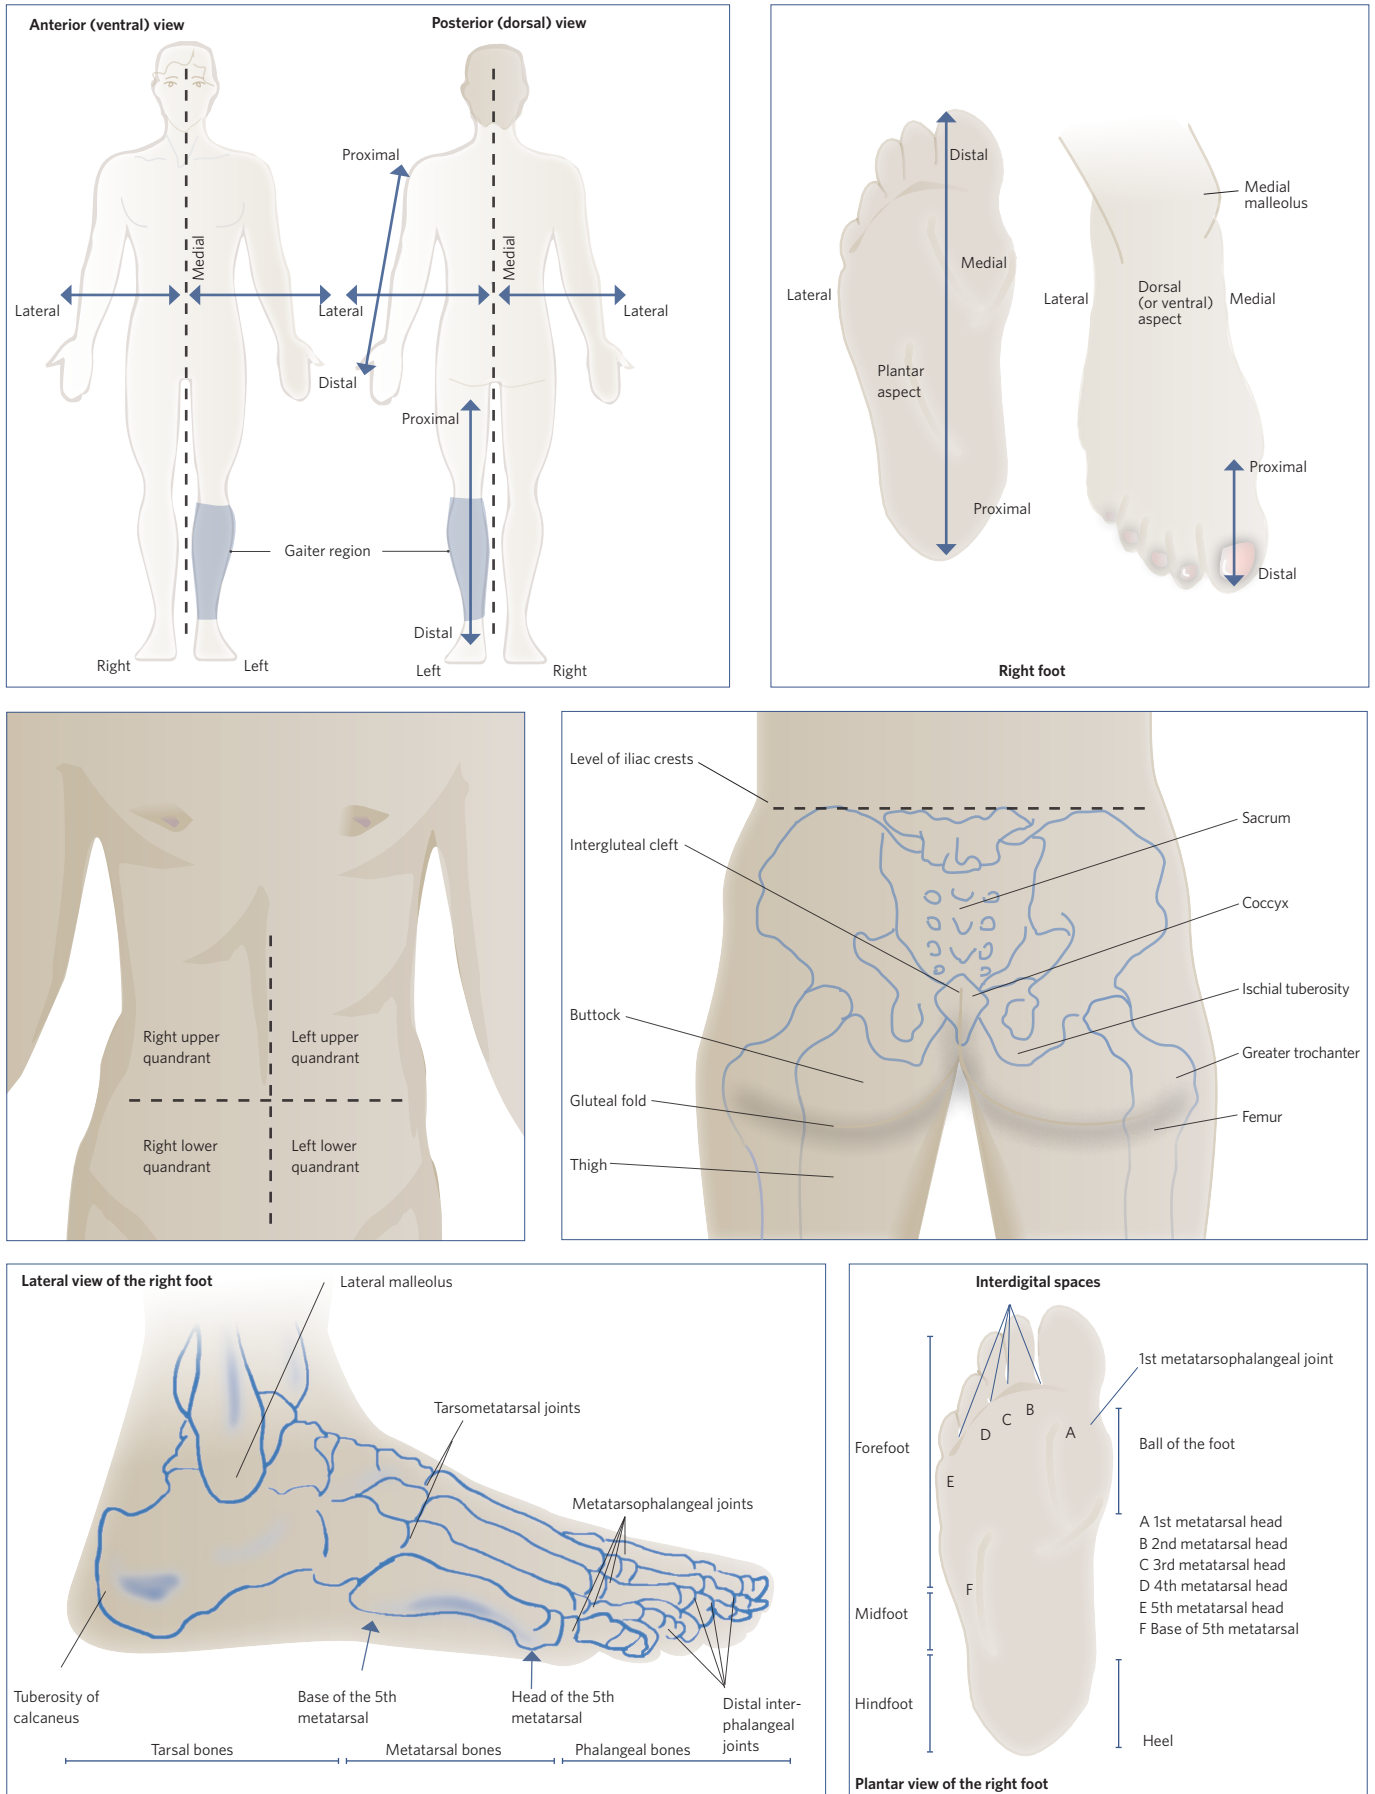 Anterior (ventral) view
Posterior (dorsal) view
Proximal
Medial
Medial
Lateral
Lateral
Lateral
Distal
Proximal
Gaiter region
Distal
Right
Left
Left
Right
Distal
Medial
Lateral
Plantar
aspect
Proximal
Medial
malleolus
Lateral
Dorsal
(or ventral)
aspect
Medial
Proximal
Distal
Right foot
Right upper
quandrant
Left upper
quandrant
Right lower
quandrant
Left lower
quandrant
Level of iliac crests
Intergluteal cleft
Buttock
Gluteal fold
Thigh
Sacrum
Coccyx
Ischial tuberosity
Greater trochanter
Femur
Lateral view of the right foot
Lateral malleolus
Tarsometatarsal joints
Metatarsophalangeal joints
Tuberosity of
calcaneus
Base of the 5th
metatarsal
Head of the 5th
metatarsal
Distal inter-
phalangeal
joints
Tarsal bones
Metatarsal bones
Phalangeal bones
Interdigital spaces
1st metatarsophalangeal joint
B
C
A
D
E
F
Forefoot
Midfoot
Hindfoot
Ball of the foot
A 1st metatarsal head
B 2nd metatarsal head
C 3rd metatarsal head
D 4th metatarsal head
E 5th metatarsal head
F Base of 5th metatarsal
Heel
Plantar view of the right foot